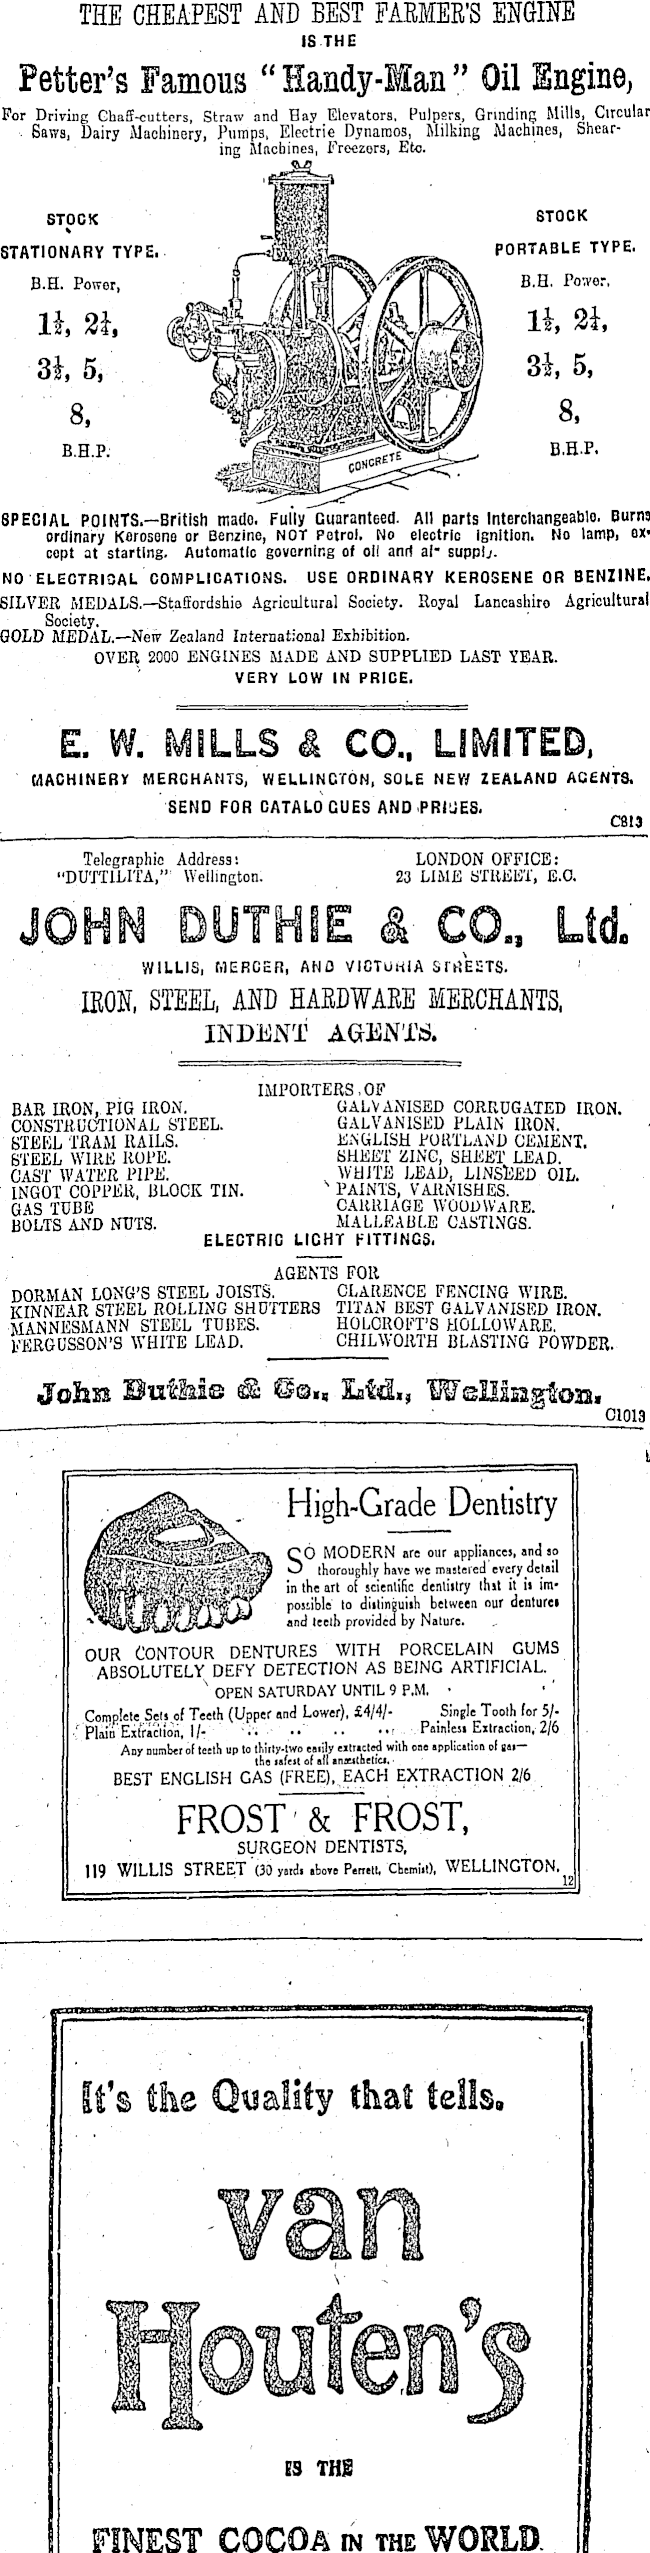 THE CHEAPEST AND BEST FARMER'S ENGINE
IS THE
Petter's Famous "Handy-Man" Oil Engine,
For Driving Chaff-cutters, Straw and Hay Elevators, Pulpers, Grinding Mills, Circular
Saws, Dairy Machinery, Pumps, Electric Dynamos, Milking Machines, Shear-
ing Machines, Freezers, Etc.
STOCK
STATIONARY TYPE.
B.H. Power,
1½, 2¼,
3½, 5,
8,
B.H.P.
STOCK
PORTABLE TYPE.
B.H. Power,
1½, 2¼,
3½, 5,
8,
B.H.P.
CONCRETE
SPECIAL POINTS.—British made. Fully Guaranteed. All parts Interchangeable. Burns
ordinary Kerosene or Benzine, NOT Petrol. No electric ignition. No lamp, ex-
cept at starting. Automatic governing of oil and ai- supply.
NO ELECTRICAL COMPLICATIONS. USE ORDINARY KEROSENE OR BENZINE.
SILVER MEDALS.—Staffordshie Agricultural Society. Royal Lancashire Agricultural
Society.
GOLD MEDAL.—New Zealand International Exhibition.
OVER 2000 ENGINES MADE AND SUPPLIED LAST YEAR.
VERY LOW IN PRICE.
E. W. MILLS & CO., LIMITED,
MACHINERY MERCHANTS, WELLINGTON, SOLE NEW ZEALAND AGENTS.
SEND FOR CATALOGUES AND PRICES.
C813
Telegraphic Address:
"DUTTILITA," Wellington.
LONDON OFFICE:
23 LIME STREET, E.C.
JOHN DUTHIE & CO., Ltd.
WILLIS, MERCER, AND VICTORIA STREETS.
IRON, STEEL, AND HARDWARE MERCHANTS,
INDENT AGENTS.
IMPORTERS OF
BAR IRON, PIG IRON.
CONSTRUCTIONAL STEEL.
STEEL TRAM RAILS.
STEEL WIRE ROPE.
CAST WATER PIPE.
INGOT COPPER, BLOCK TIN.
GAS TUBE
BOLTS AND NUTS.
GALVANISED CORRUGATED IRON.
GALVANISED PLAIN IRON.
ENGLISH PORTLAND CEMENT.
SHEET ZINC, SHEET LEAD.
WHITE LEAD, LINSEED OIL.
PAINTS, VARNISHES.
CARRIAGE WOODWARE.
MALLEABLE CASTINGS.
ELECTRIC LIGHT FITTINGS.
AGENTS FOR
DORMAN LONG'S STEEL JOISTS.
KINNEAR STEEL ROLLING SHUTTERS
MANNESMANN STEEL TUBES.
FERGUSSON'S WHITE LEAD.
CLARENCE FENCING WIRE.
TITAN BEST GALVANISED IRON.
HOLCROFT'S HOLLOWARE.
CHILWORTH BLASTING POWDER.
John Duthie & Co., Ltd., Wellington.
C1013
High-Grade Dentistry
SO MODERN are our appliances, and so
thoroughly have we mastered every detail
in the art of scientific dentistry that it is im-
possible to distinguish between our dentures
and teeth provided by Nature.
OUR CONTOUR DENTURES WITH PORCELAIN GUMS
ABSOLUTELY DEFY DETECTION AS BEING ARTIFICIAL.
OPEN SATURDAY UNTIL 9 P.M.
Complete Sets of Teeth (Upper and Lower), £4/4/- Single Tooth for 5/-
Plain Extraction, 1/- .. .. .. .. Painless Extraction, 2/6
Any number of teeth up to thirty-two easily extracted with one application of gas—
the safest of all anæsthetics.
BEST ENGLISH GAS (FREE), EACH EXTRACTION 2/6
FROST & FROST,
SURGEON DENTISTS,
119 WILLIS STREET (30 yards above Perrett, Chemist), WELLINGTON.
12
It's the Quality that tells.
van
Houten's
IS THE
FINEST COCOA IN THE WORLD.